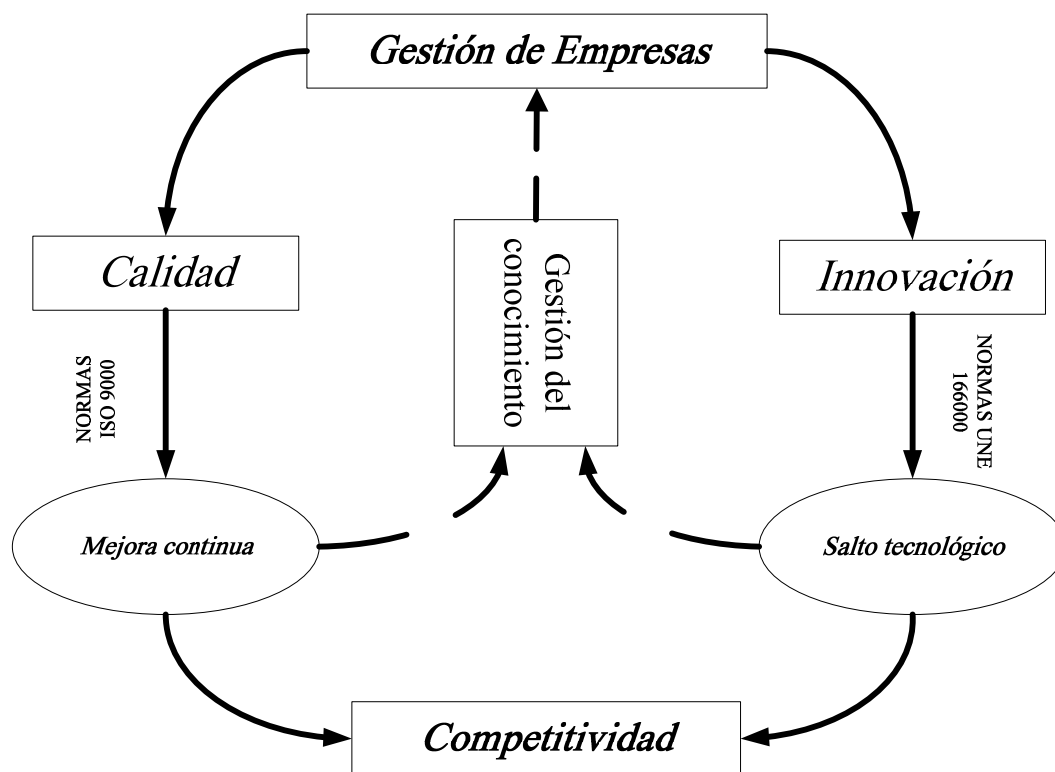 Gestión de Empresas
Calidad
Gestión del
conocimiento
Innovación
NORMAS
ISO 9000
NORMAS UNE
166000
Mejora continua
Salto tecnológico
Competitividad